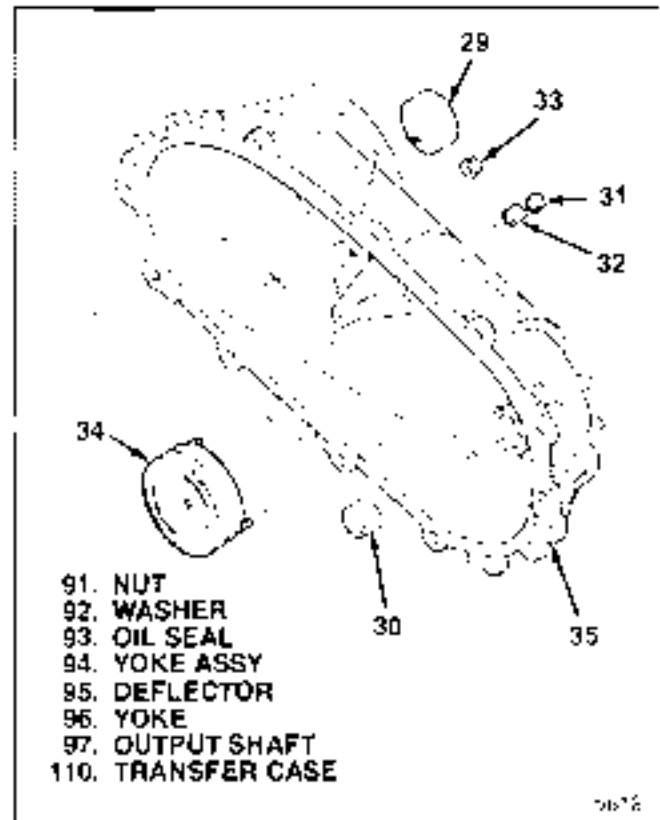 29
33
31
32
34
30
35
91. NUT
92. WASHER
93. OIL SEAL
94. YOKE ASSY
95. DEFLECTOR
96. YOKE
97. OUTPUT SHAFT
110. TRANSFER CASE